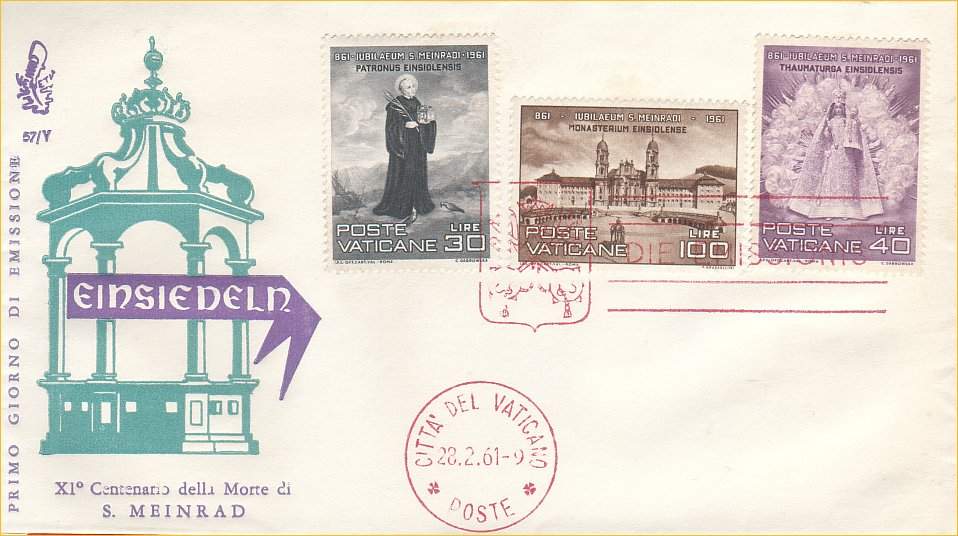 57/V
PRIMO GIORNO DI EMISSIONE
EINSIEDELN
XI° Centenario della Morte di
S. MEINRAD
861 - IUBILAEUM S. MEINRADI - 1961
PATRONUS EINSIDLENSIS
POSTE
VATICANE
LIRE
30
861 - IUBILAEUM S. MEINRADI - 1961
MONASTERIUM EINSIDLENSE
POSTE
VATICANE
LIRE
100
861 - IUBILAEUM S. MEINRADI - 1961
THAUMATURGA EINSIDLENSIS
POSTE
VATICANE
LIRE
40
DIE
CITTA' DEL VATICANO
28.2.61-9
POSTE